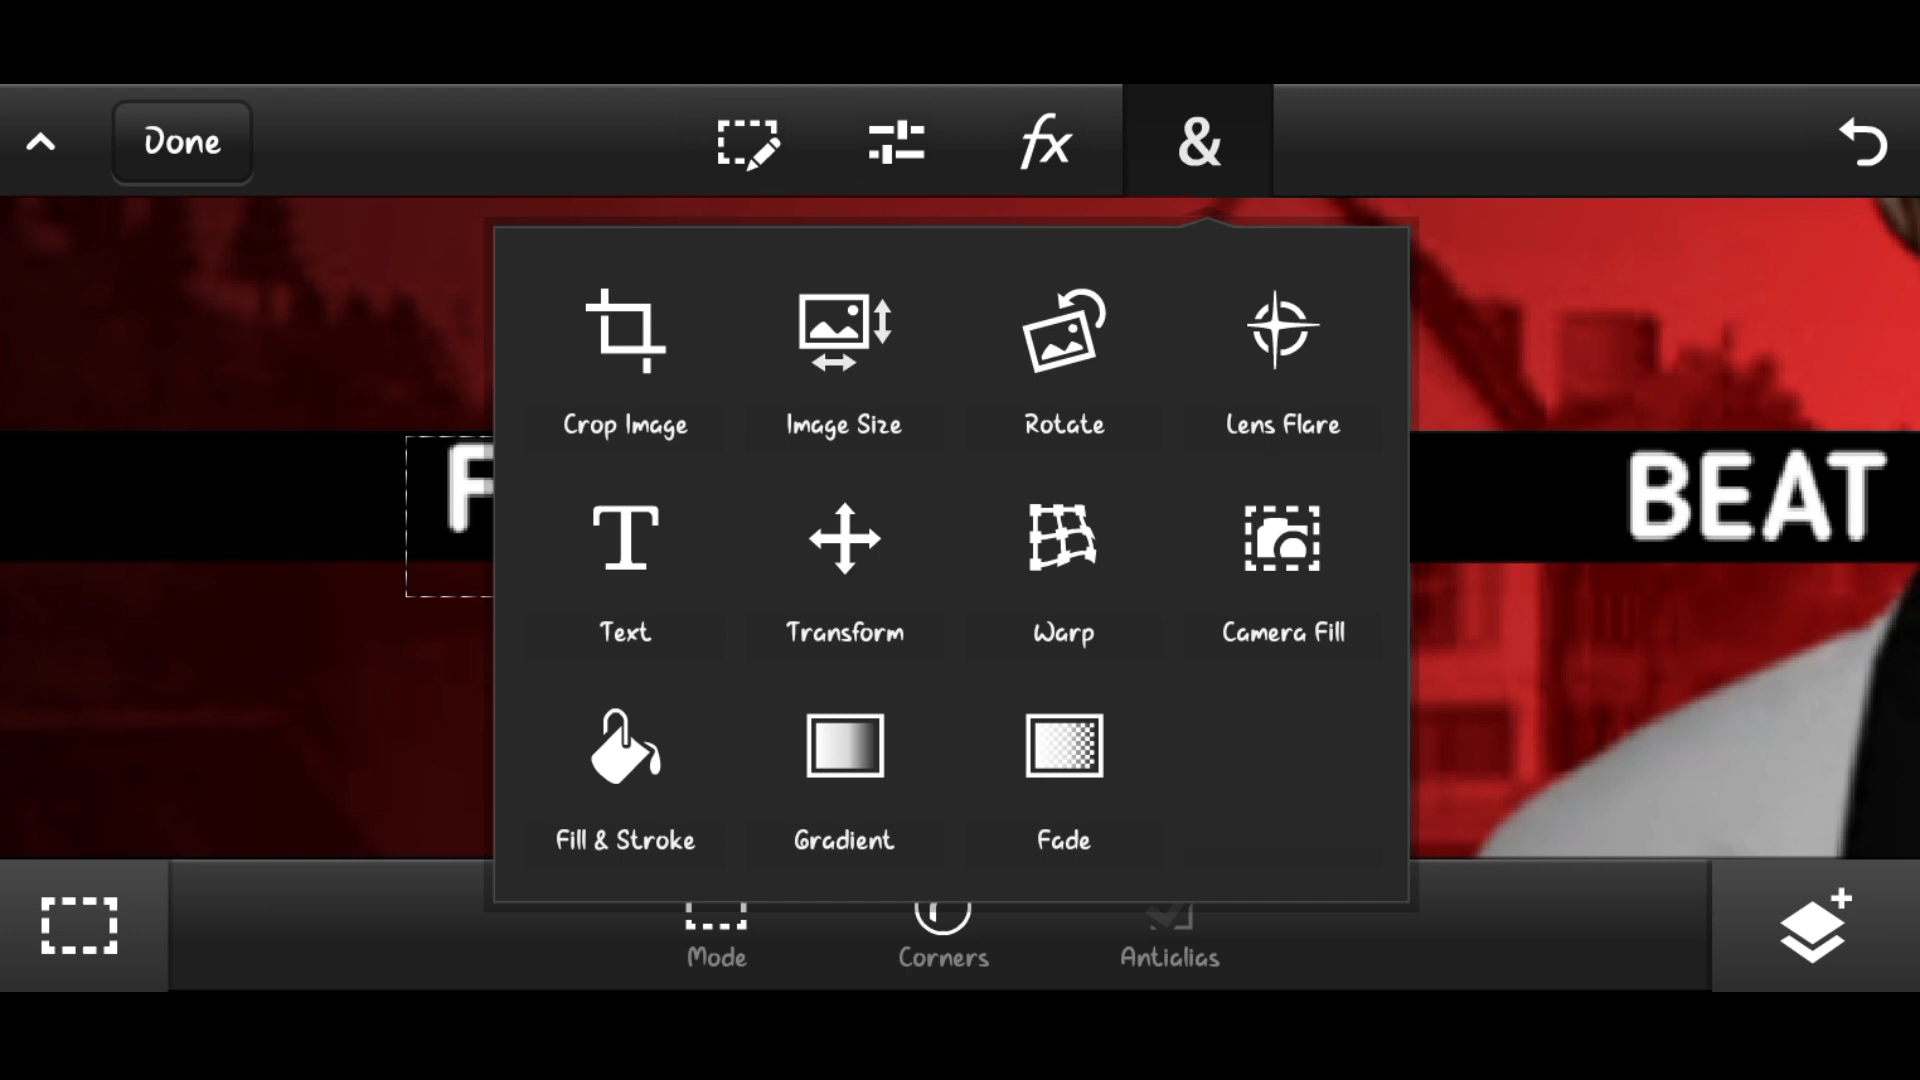 Done
fx
&
Crop Image
Image Size
Rotate
Lens Flare
F
BEAT
T
Text
Transform
Warp
Camera Fill
Fill & Stroke
Gradient
Fade
Mode
Corners
Antialias